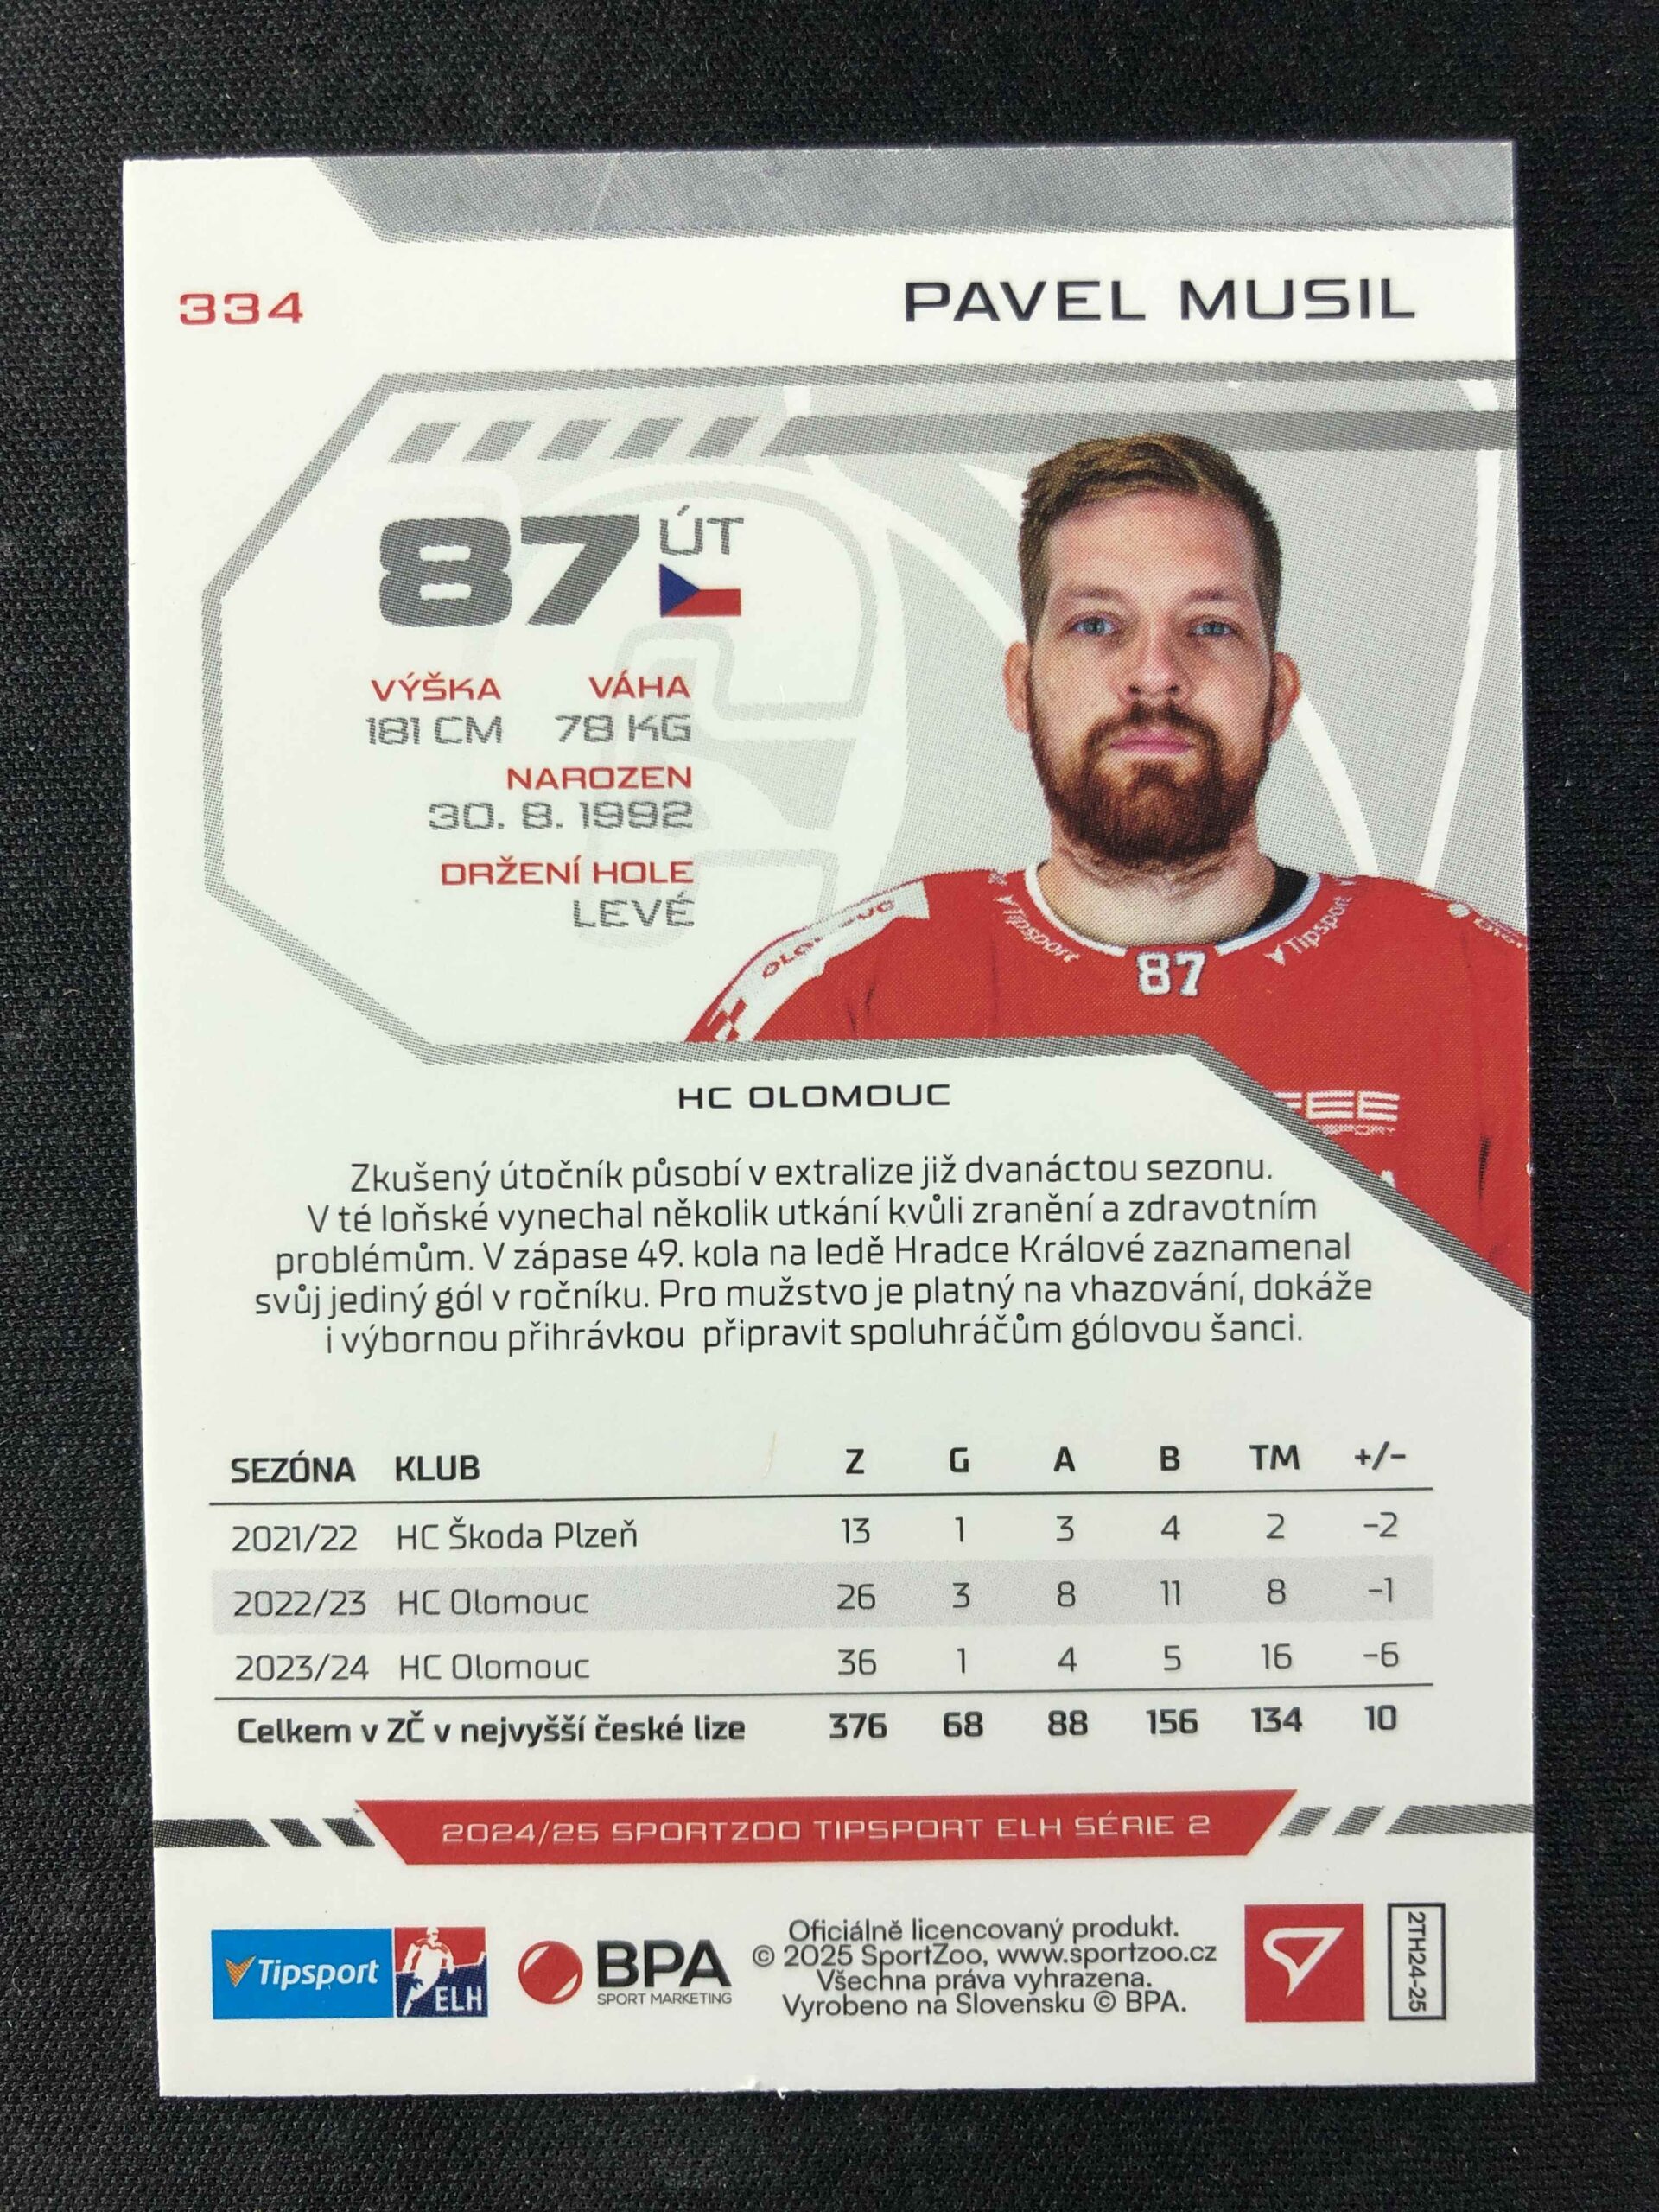 334
PAVEL MUSIL
87 ÚT
VÝŠKA VÁHA
181 CM 78 KG
NAROZEN
30. 8. 1992
DRŽENÍ HOLE
LEVÉ
Tipsport
Tipsport
87
HC OLOMOUC
Zkušený útočník působí v extralize již dvanáctou sezonu.
V té loňské vynechal několik utkání kvůli zranění a zdravotním
problémům. V zápase 49. kola na ledě Hradce Králové zaznamenal
svůj jediný gól v ročníku. Pro mužstvo je platný na vhazování, dokáže
i výbornou přihrávkou připravit spoluhráčům gólovou šanci.
SEZÓNA KLUB Z G A B TM +/–
2021/22 HC Škoda Plzeň 13 1 3 4 2 –2
2022/23 HC Olomouc 26 3 8 11 8 –1
2023/24 HC Olomouc 36 1 4 5 16 –6
Celkem v ZČ v nejvyšší české lize 376 68 88 156 134 10
2024/25 SPORTZOO TIPSPORT ELH SÉRIE 2
Tipsport
ELH
BPA
SPORT MARKETING
Oficiálně licencovaný produkt.
© 2025 SportZoo, www.sportzoo.cz
Všechna práva vyhrazena.
Vyrobeno na Slovensku © BPA.
2TH24-25